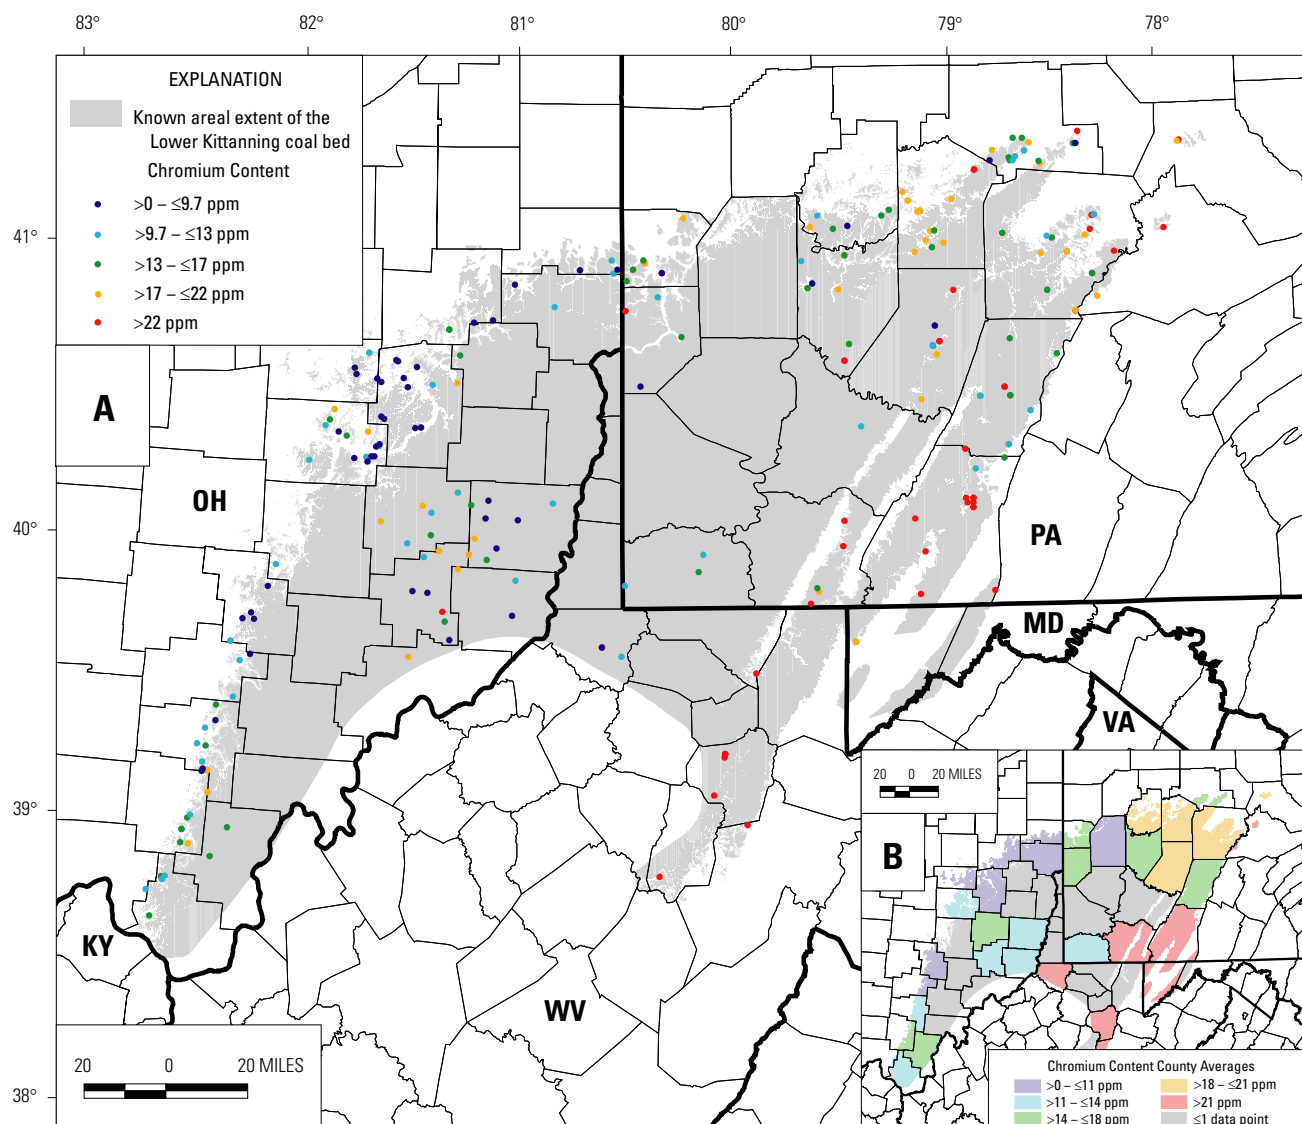 83° 82° 81° 80° 79° 78°
EXPLANATION
Known areal extent of the
Lower Kittanning coal bed
Chromium Content
>0 – ≤9.7 ppm
>9.7 – ≤13 ppm
>13 – ≤17 ppm
>17 – ≤22 ppm
>22 ppm
41°
A
OH
40°
PA
MD
VA
39°
KY
WV
38°
20 0 20 MILES
20 0 20 MILES
B
Chromium Content County Averages
>0 – ≤11 ppm
>11 – ≤14 ppm
>14 – ≤18 ppm
>18 – ≤21 ppm
>21 ppm
≤1 data point